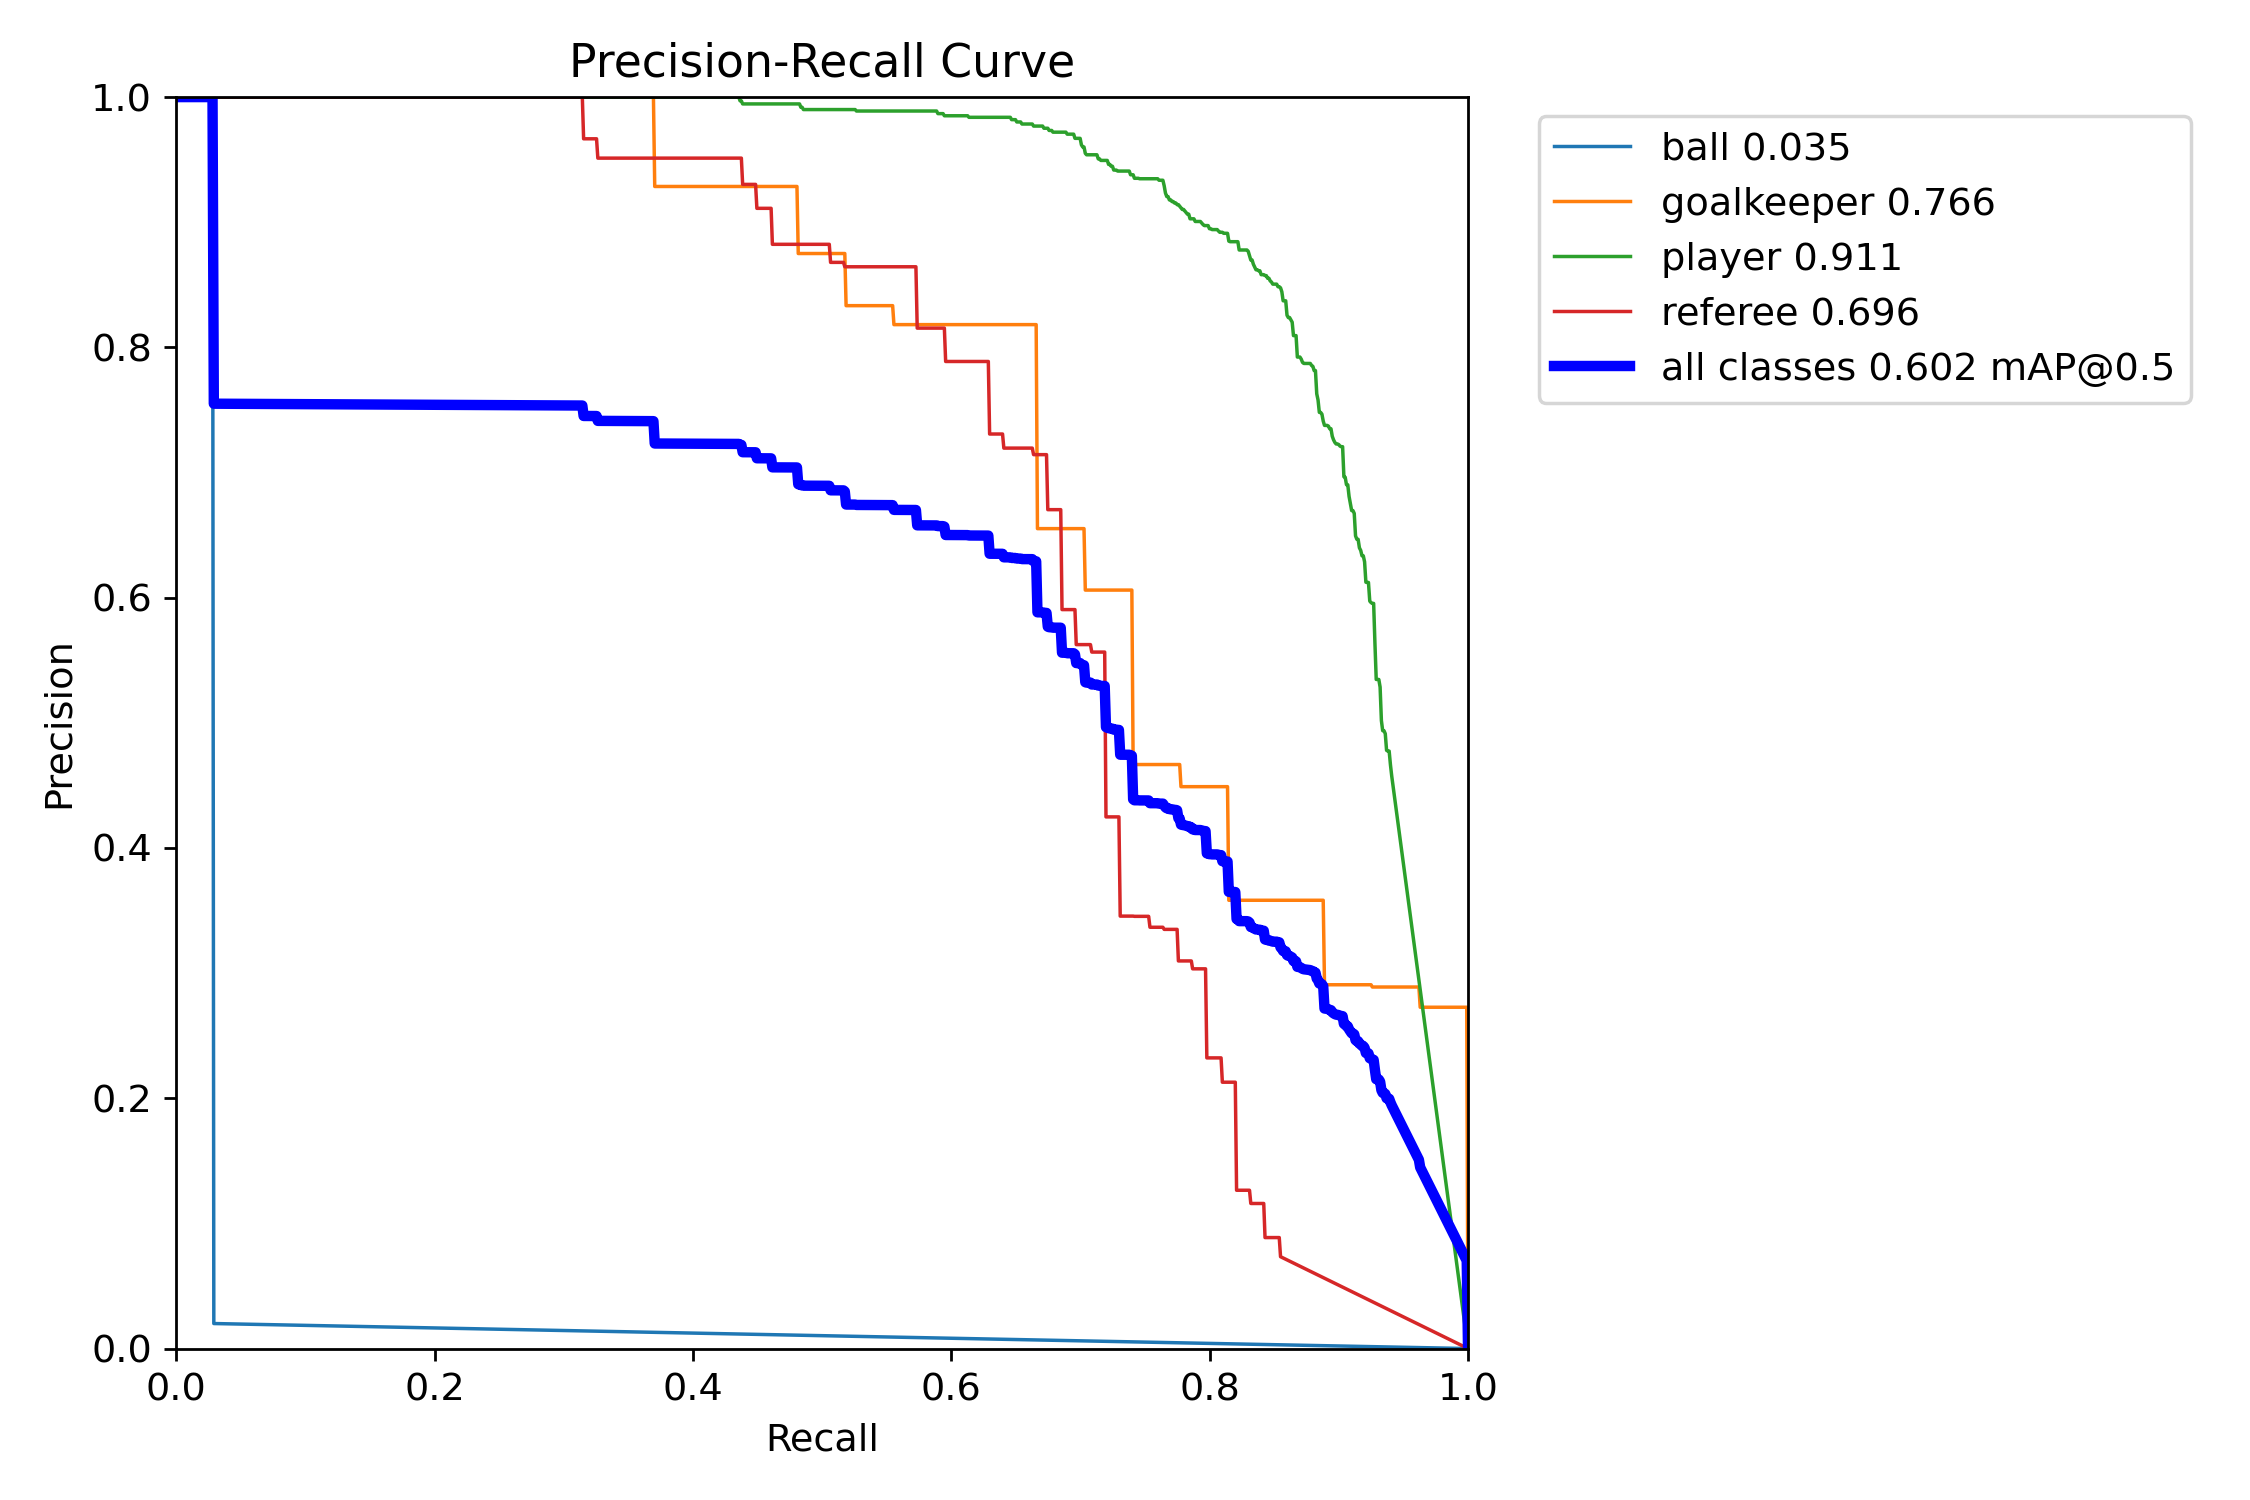 Precision-Recall Curve
1.0
0.8
0.6
0.4
0.2
0.0
Precision
0.0 0.2 0.4 0.6 0.8 1.0
Recall
ball 0.035
goalkeeper 0.766
player 0.911
referee 0.696
all classes 0.602 mAP@0.5